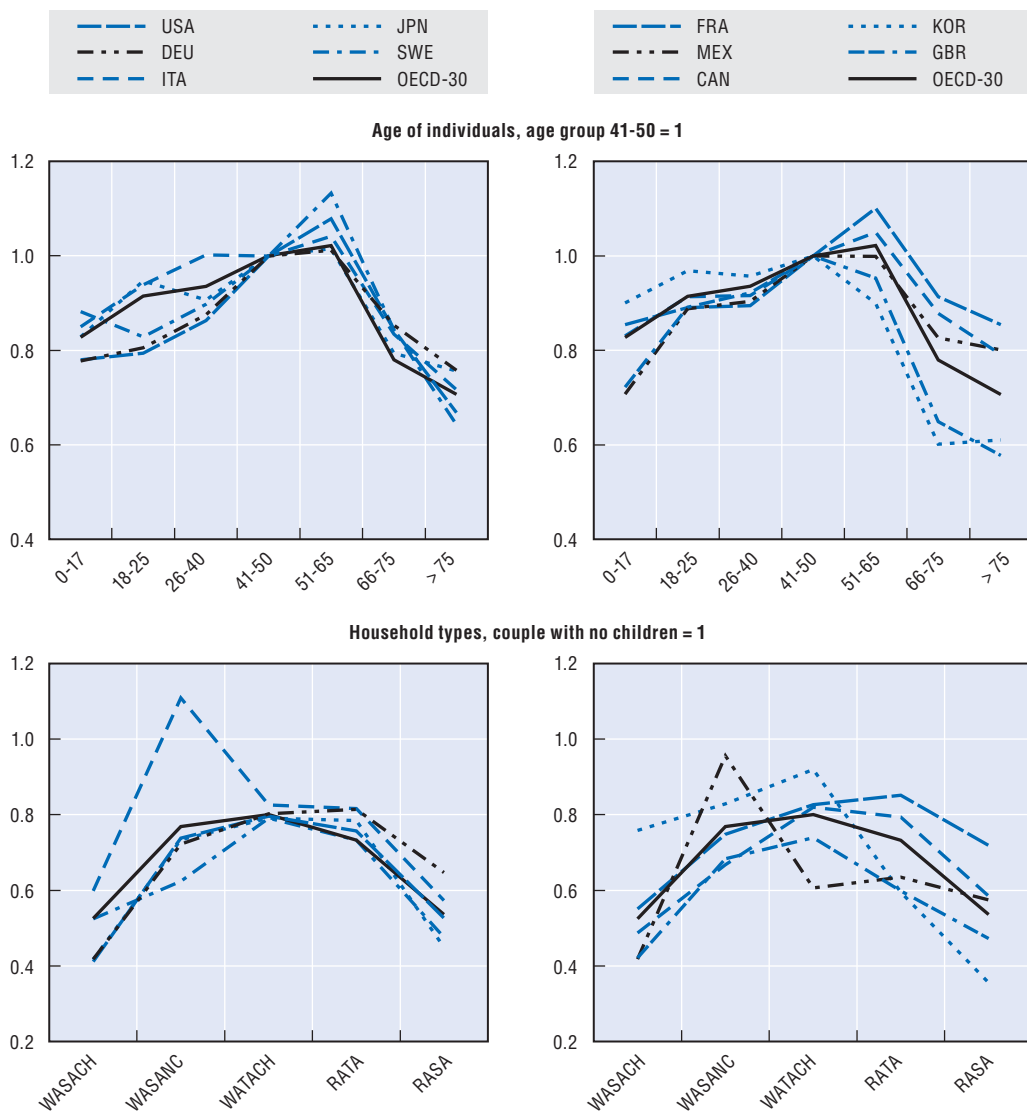 USA JPN FRA KOR
DEU SWE MEX GBR
ITA OECD-30 CAN OECD-30
Age of individuals, age group 41-50 = 1
1.2 1.2
1.0 1.0
0.8 0.8
0.6 0.6
0.4 0.4
0-17 18-25 26-40 41-50 51-65 66-75 > 75 0-17 18-25 26-40 41-50 51-65 66-75 > 75
Household types, couple with no children = 1
1.2 1.2
1.0 1.0
0.8 0.8
0.6 0.6
0.4 0.4
0.2 0.2
WASACH WASANC WATACH RATA RASA WASACH WASANC WATACH RATA RASA